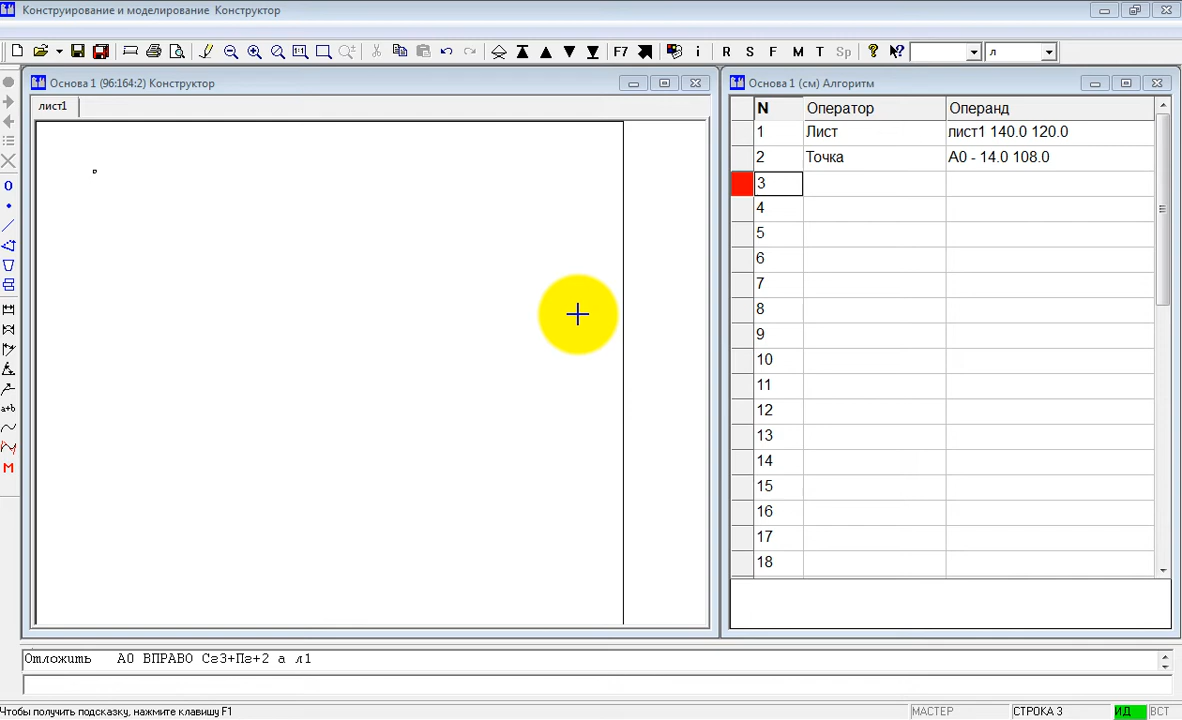 Конструирование и моделирование Конструктор
F7 i R S F M T Sp ? л
Основа 1 (96:164:2) Конструктор
лист1
Основа 1 (см) Алгоритм
N Оператор Операнд
1 Лист лист1 140.0 120.0
2 Точка А0 - 14.0 108.0
3
4
5
6
7
8
9
10
11
12
13
14
15
16
17
18
a+b
M
Отложить А0 ВПРАВО Сг3+Пг+2 а л1
Чтобы получить подсказку, нажмите клавишу F1 МАСТЕР СТРОКА 3 ИД ВСТ